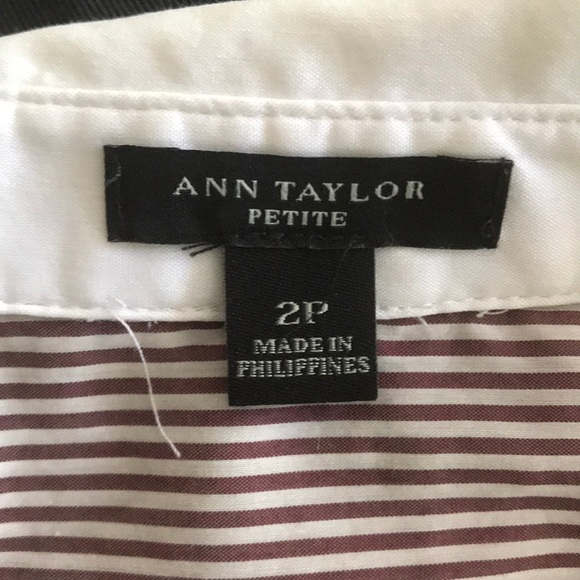 ANN TAYLOR
PETITE
2P
MADE IN
PHILIPPINES